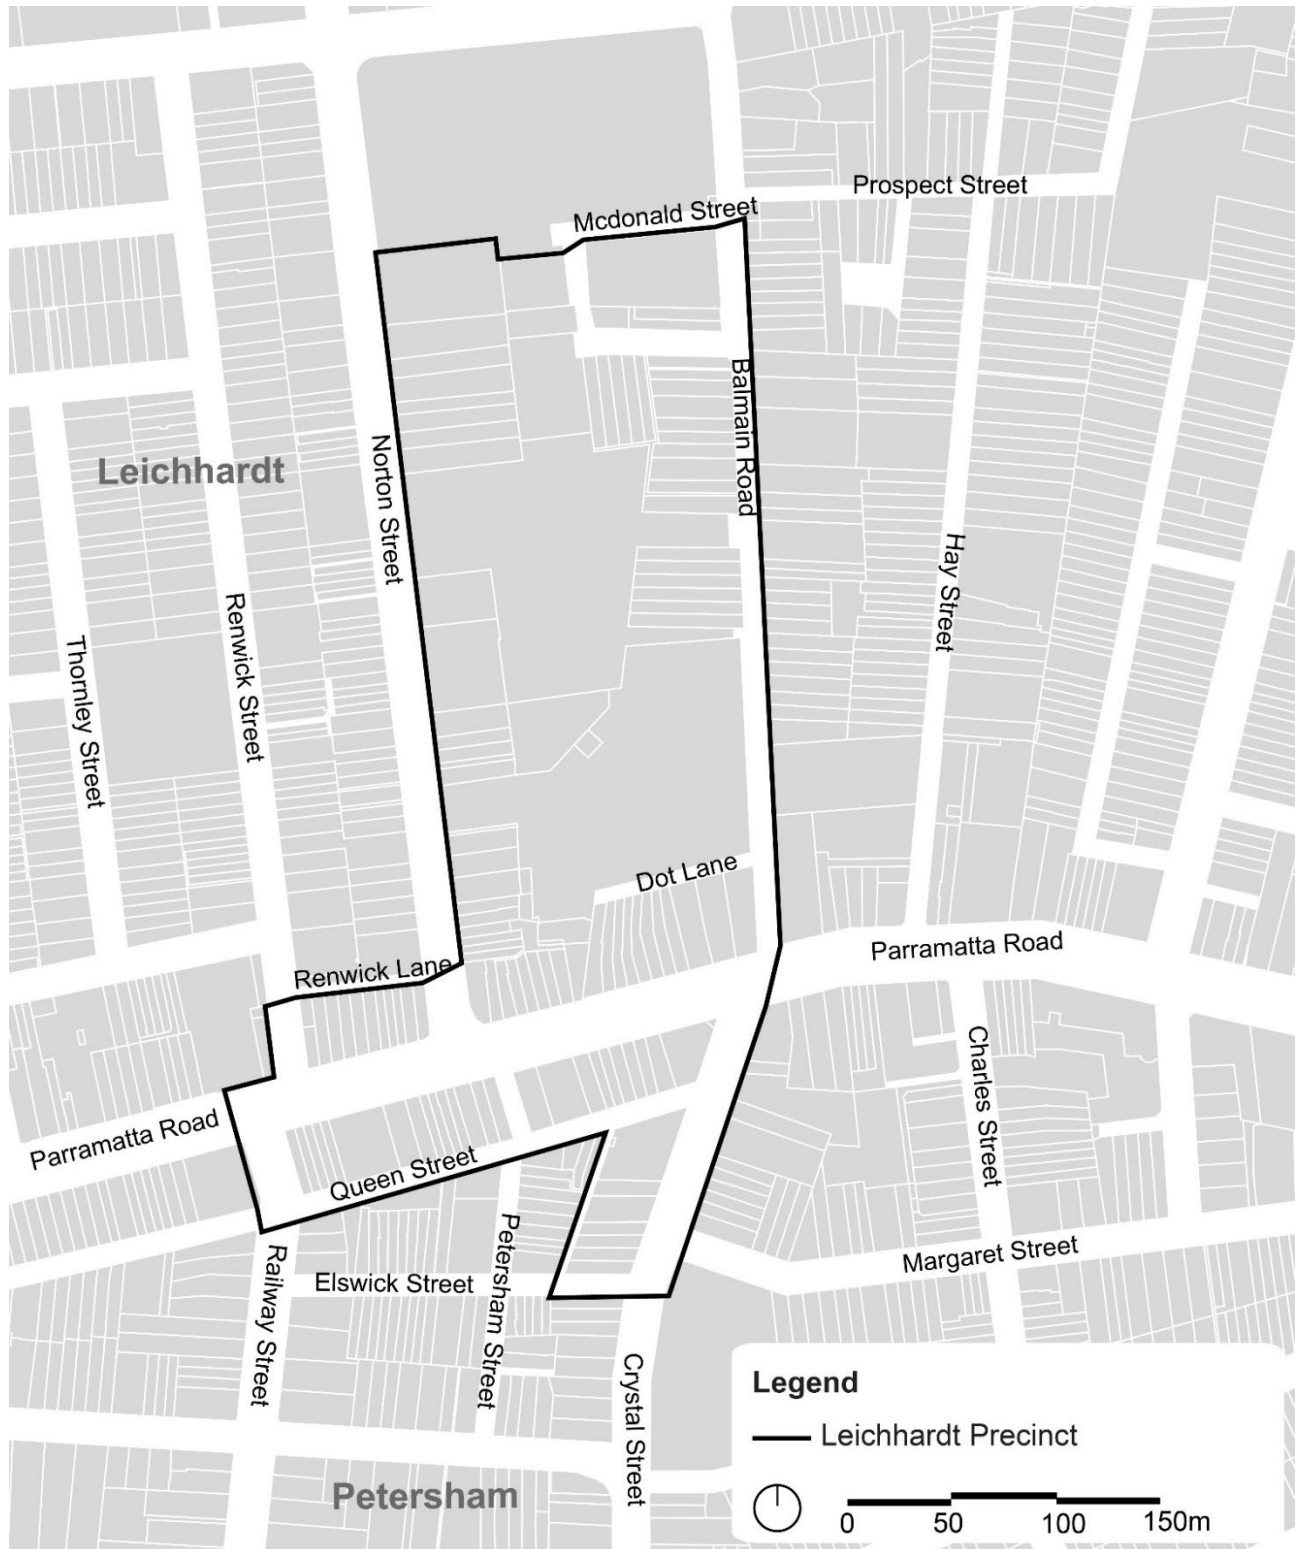 Prospect Street
Mcdonald Street
Balmain Road
Norton Street
Leichhardt
Hay Street
Renwick Street
Thornley Street
Dot Lane
Parramatta Road
Renwick Lane
Charles Street
Parramatta Road
Queen Street
Petersham Street
Margaret Street
Railway Street
Elswick Street
Crystal Street
Petersham
Legend
Leichhardt Precinct
0 50 100 150m